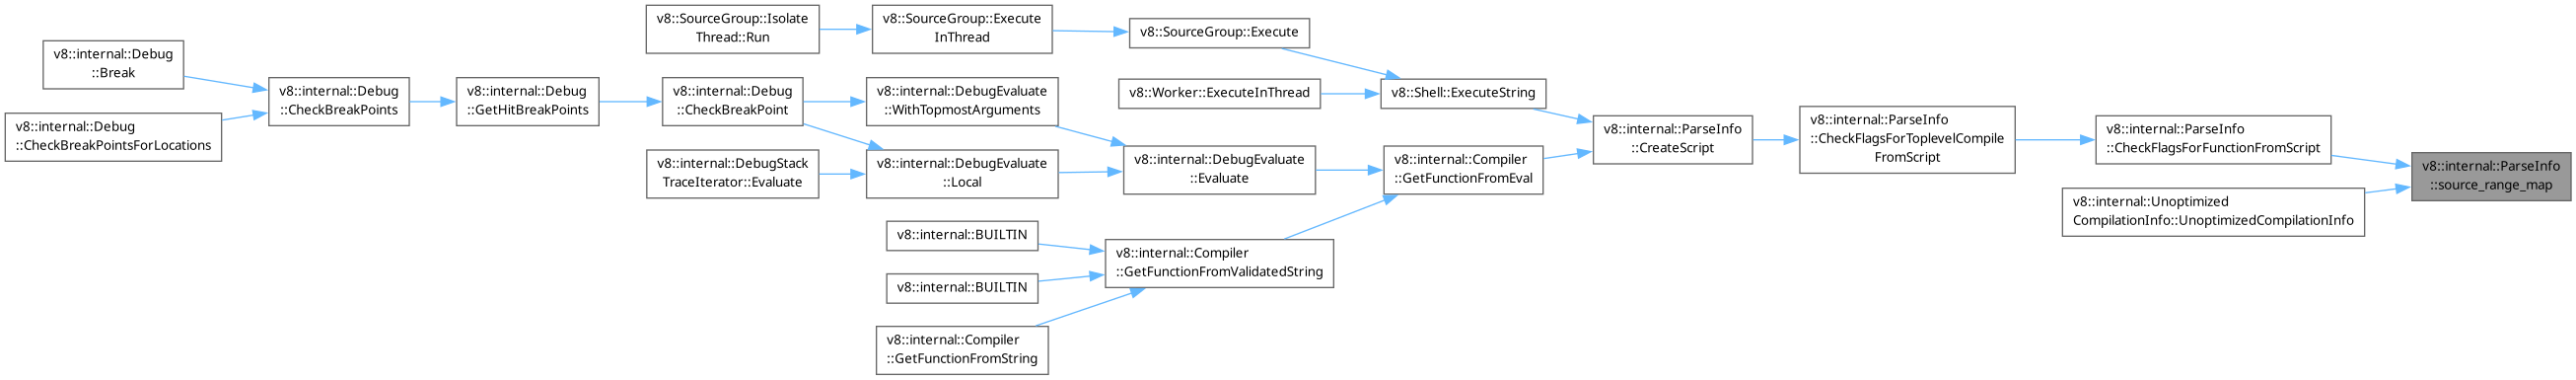 v8::internal::Debug
::Break
v8::internal::Debug
::CheckBreakPointsForLocations
v8::internal::Debug
::CheckBreakPoints
v8::internal::Debug
::GetHitBreakPoints
v8::SourceGroup::Isolate
Thread::Run
v8::internal::Debug
::CheckBreakPoint
v8::internal::DebugStack
TraceIterator::Evaluate
v8::SourceGroup::Execute
InThread
v8::internal::DebugEvaluate
::WithTopmostArguments
v8::internal::DebugEvaluate
::Local
v8::internal::BUILTIN
v8::internal::BUILTIN
v8::internal::Compiler
::GetFunctionFromString
v8::SourceGroup::Execute
v8::Worker::ExecuteInThread
v8::internal::DebugEvaluate
::Evaluate
v8::internal::Compiler
::GetFunctionFromValidatedString
v8::Shell::ExecuteString
v8::internal::Compiler
::GetFunctionFromEval
v8::internal::ParseInfo
::CreateScript
v8::internal::ParseInfo
::CheckFlagsForToplevelCompile
FromScript
v8::internal::ParseInfo
::CheckFlagsForFunctionFromScript
v8::internal::Unoptimized
CompilationInfo::UnoptimizedCompilationInfo
v8::internal::ParseInfo
::source_range_map